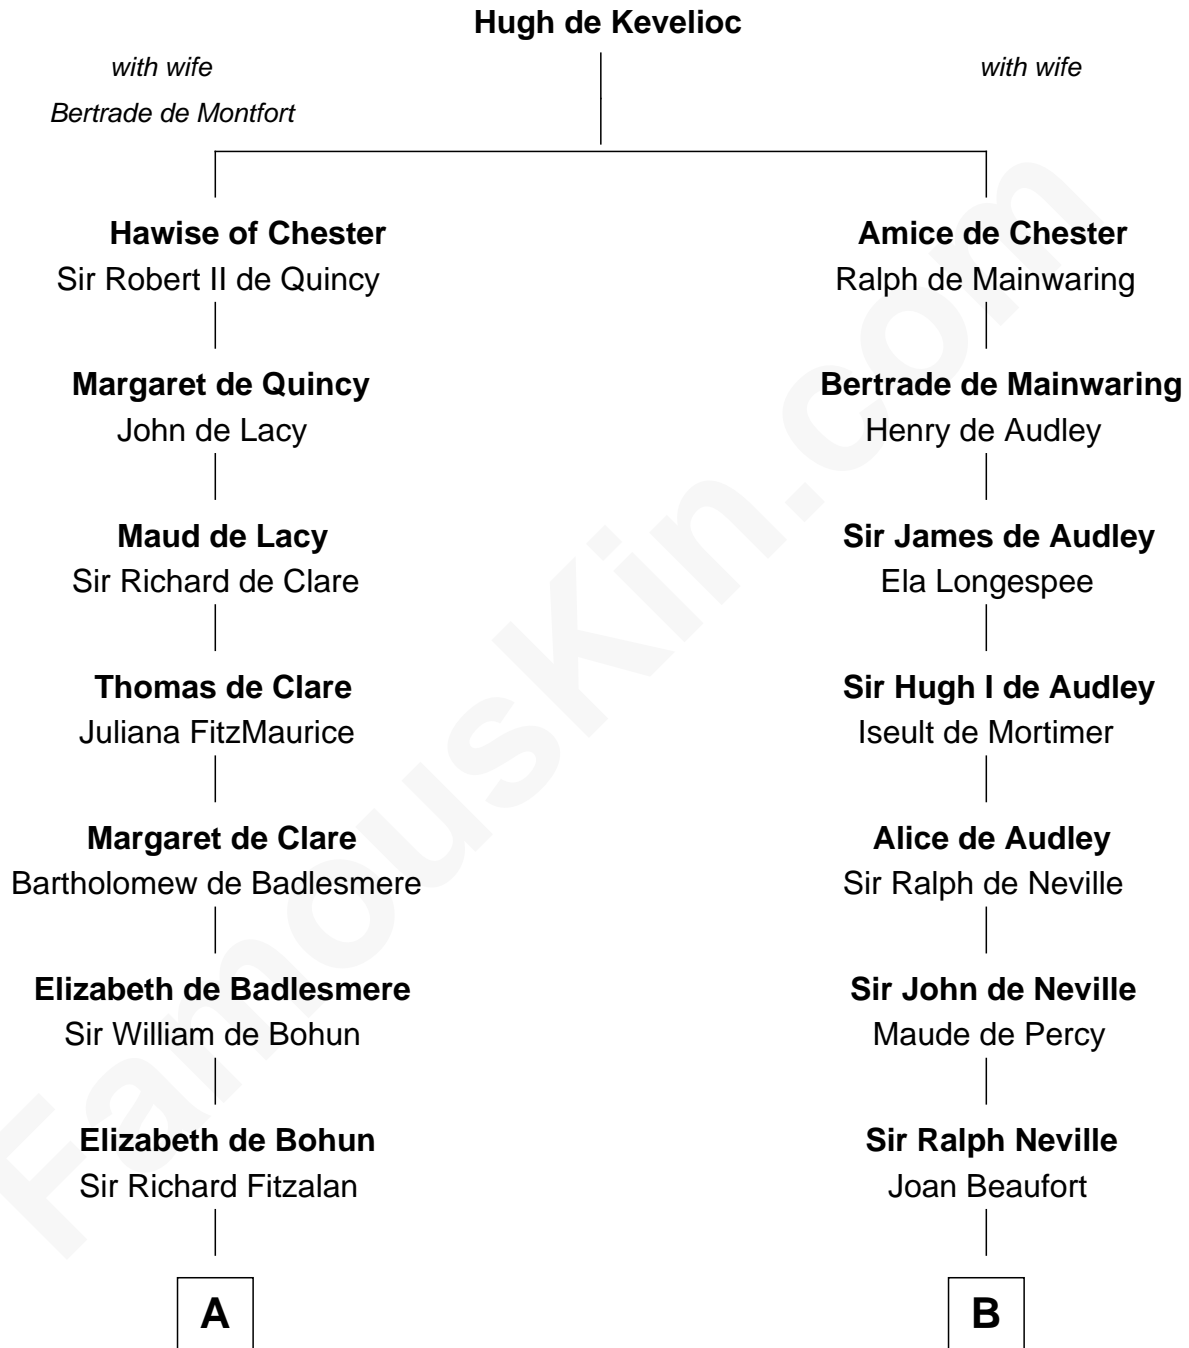 Hugh de Kevelioc
with wife
Bertrade de Montfort
with wife
Hawise of Chester
Sir Robert II de Quincy
Amice de Chester
Ralph de Mainwaring
Margaret de Quincy
John de Lacy
Bertrade de Mainwaring
Henry de Audley
Maud de Lacy
Sir Richard de Clare
Sir James de Audley
Ela Longespee
Thomas de Clare
Juliana FitzMaurice
Sir Hugh I de Audley
Iseult de Mortimer
Margaret de Clare
Bartholomew de Badlesmere
Alice de Audley
Sir Ralph de Neville
Elizabeth de Badlesmere
Sir William de Bohun
Sir John de Neville
Maude de Percy
Elizabeth de Bohun
Sir Richard Fitzalan
Sir Ralph Neville
Joan Beaufort
A
B
FamousKin.com